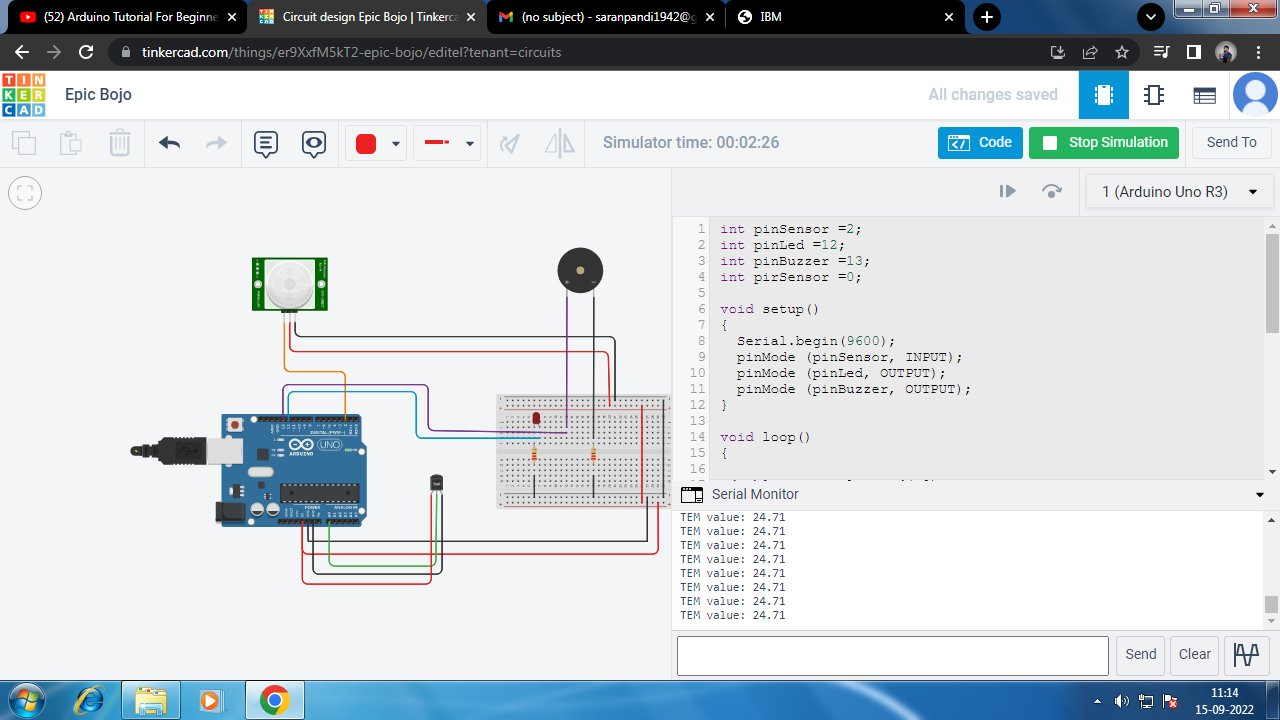 (52) Arduino Tutorial For Beginne
Circuit design Epic Bojo | Tinkerca
(no subject) - saranpandi1942@g
IBM
tinkercad.com/things/er9XxfM5kT2-epic-bojo/editel?tenant=circuits
TIN
KER
CAD
Epic Bojo
All changes saved
Simulator time: 00:02:26
Code
Stop Simulation
Send To
1 (Arduino Uno R3)
1 int pinSensor =2;
2 int pinLed =12;
3 int pinBuzzer =13;
4 int pirSensor =0;
5
6 void setup()
7 {
8 Serial.begin(9600);
9 pinMode (pinSensor, INPUT);
10 pinMode (pinLed, OUTPUT);
11 pinMode (pinBuzzer, OUTPUT);
12 }
13
14 void loop()
15 {
16
DIGITAL (PWM~)
UNO
ARDUINO
POWER
ANALOG IN
Serial Monitor
TEM value: 24.71
TEM value: 24.71
TEM value: 24.71
TEM value: 24.71
TEM value: 24.71
TEM value: 24.71
TEM value: 24.71
TEM value: 24.71
Send
Clear
11:14
15-09-2022